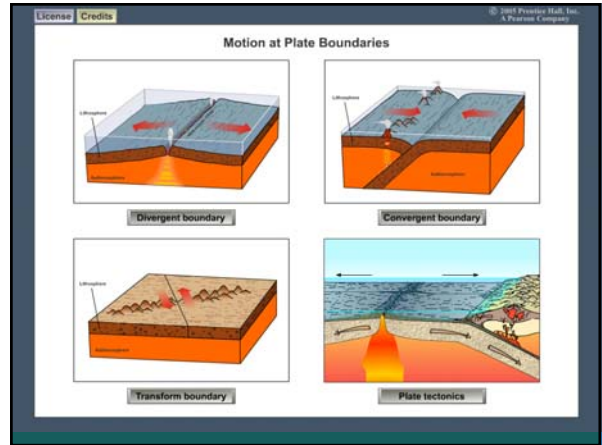 License Credits
© 2005 Prentice Hall, Inc.
A Pearson Company
Motion at Plate Boundaries
Lithosphere
Asthenosphere
Divergent boundary
Lithosphere
Asthenosphere
Convergent boundary
Lithosphere
Asthenosphere
Transform boundary
Plate tectonics